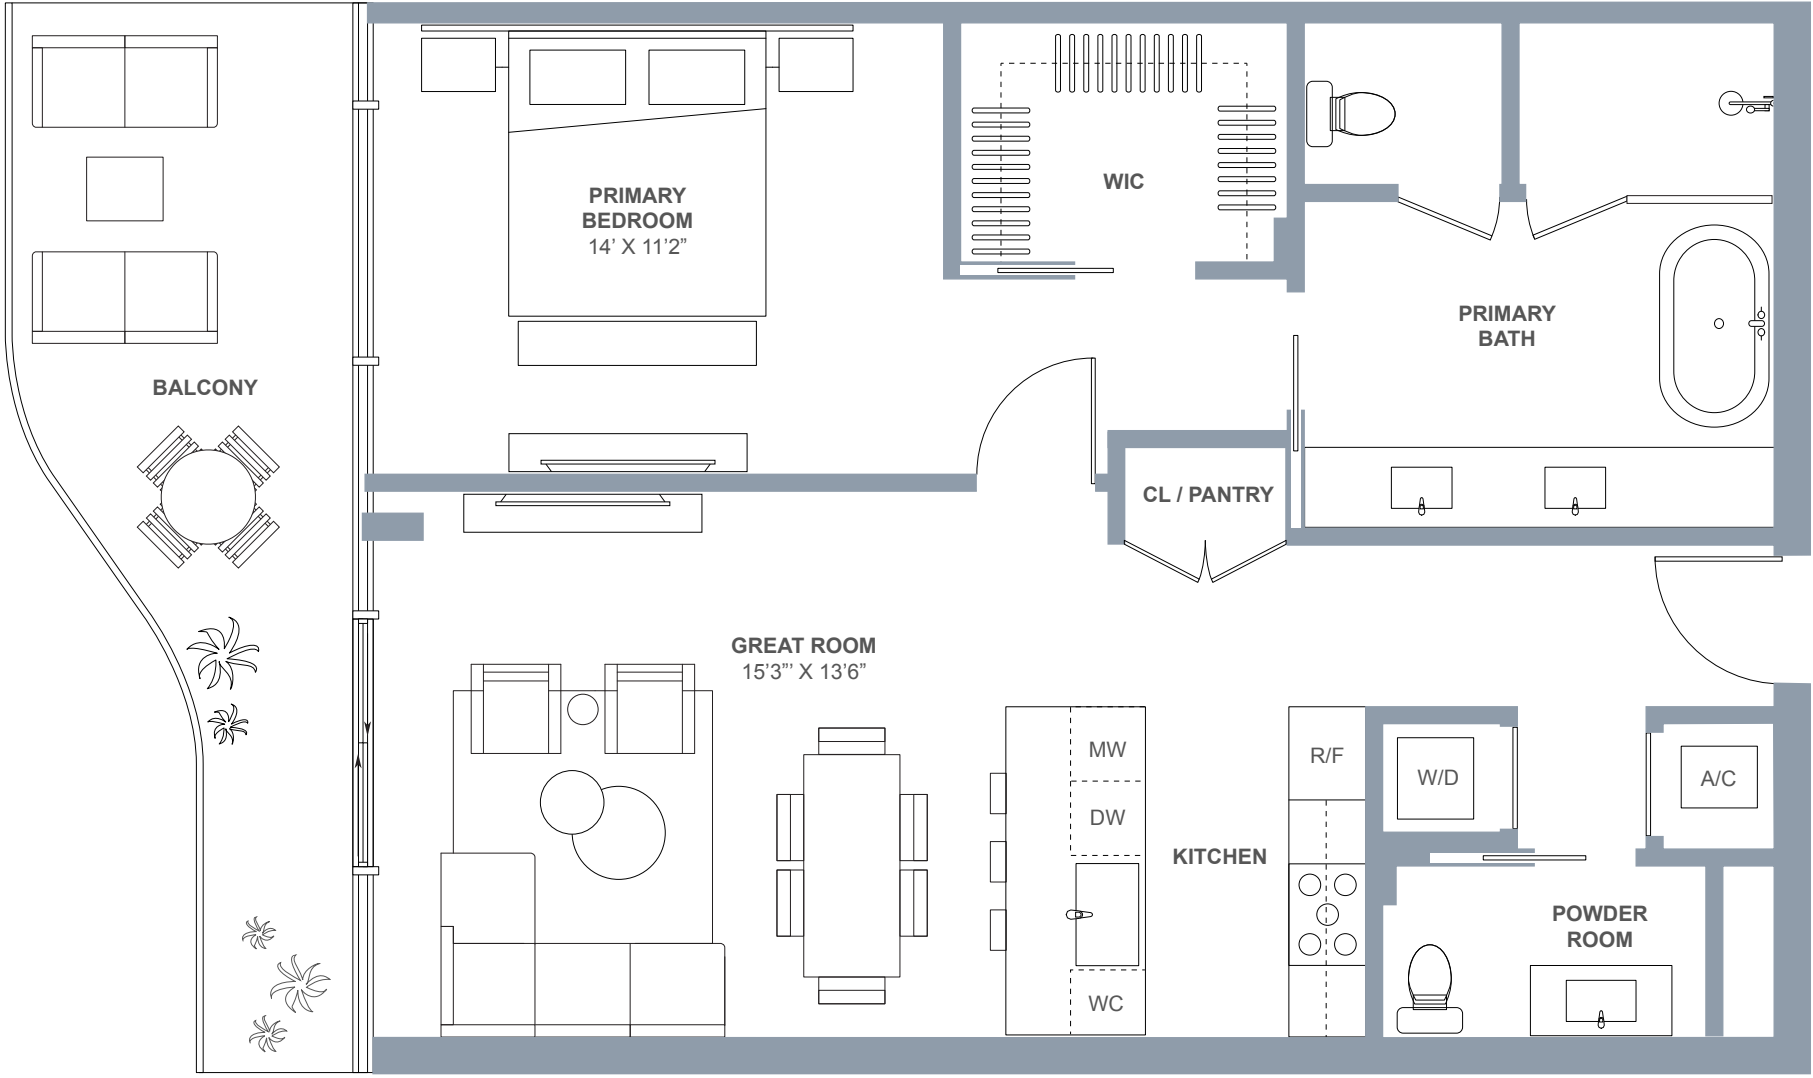 PRIMARY
BEDROOM
14’ X 11’2”
WIC
PRIMARY
BATH
BALCONY
CL / PANTRY
GREAT ROOM
15’3”’ X 13’6”
MW
DW
WC
KITCHEN
R/F
W/D
A/C
POWDER
ROOM